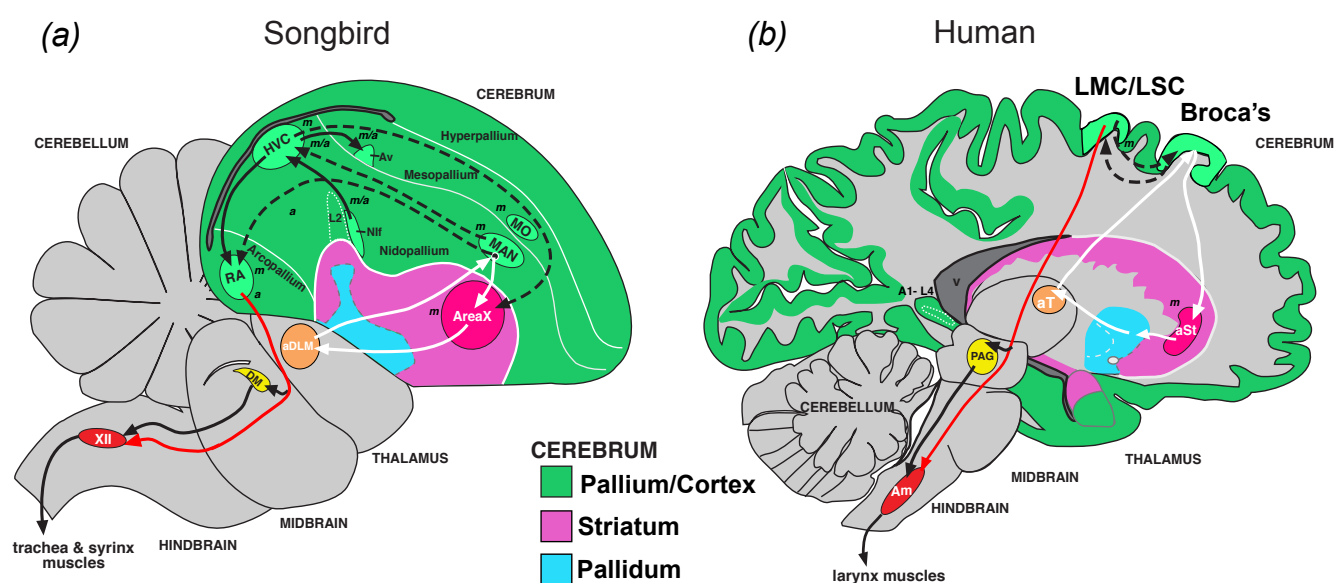 (a)
Songbird
CEREBRUM
CEREBELLUM
m
HVC
m/a
m/a
Av
Hyperpallium
Mesopallium
a
m/a
L2
NIf
Nidopallium
m
MO
m
MAN
Arcopallium
RA
m
a
m
AreaX
aDLM
DM
XII
THALAMUS
MIDBRAIN
HINDBRAIN
trachea & syrinx
muscles
CEREBRUM
Pallium/Cortex
Striatum
Pallidum
(b)
Human
LMC/LSC
Broca's
CEREBRUM
m
A1- L4
V
aT
m
aSt
PAG
CEREBELLUM
Am
THALAMUS
MIDBRAIN
HINDBRAIN
larynx muscles